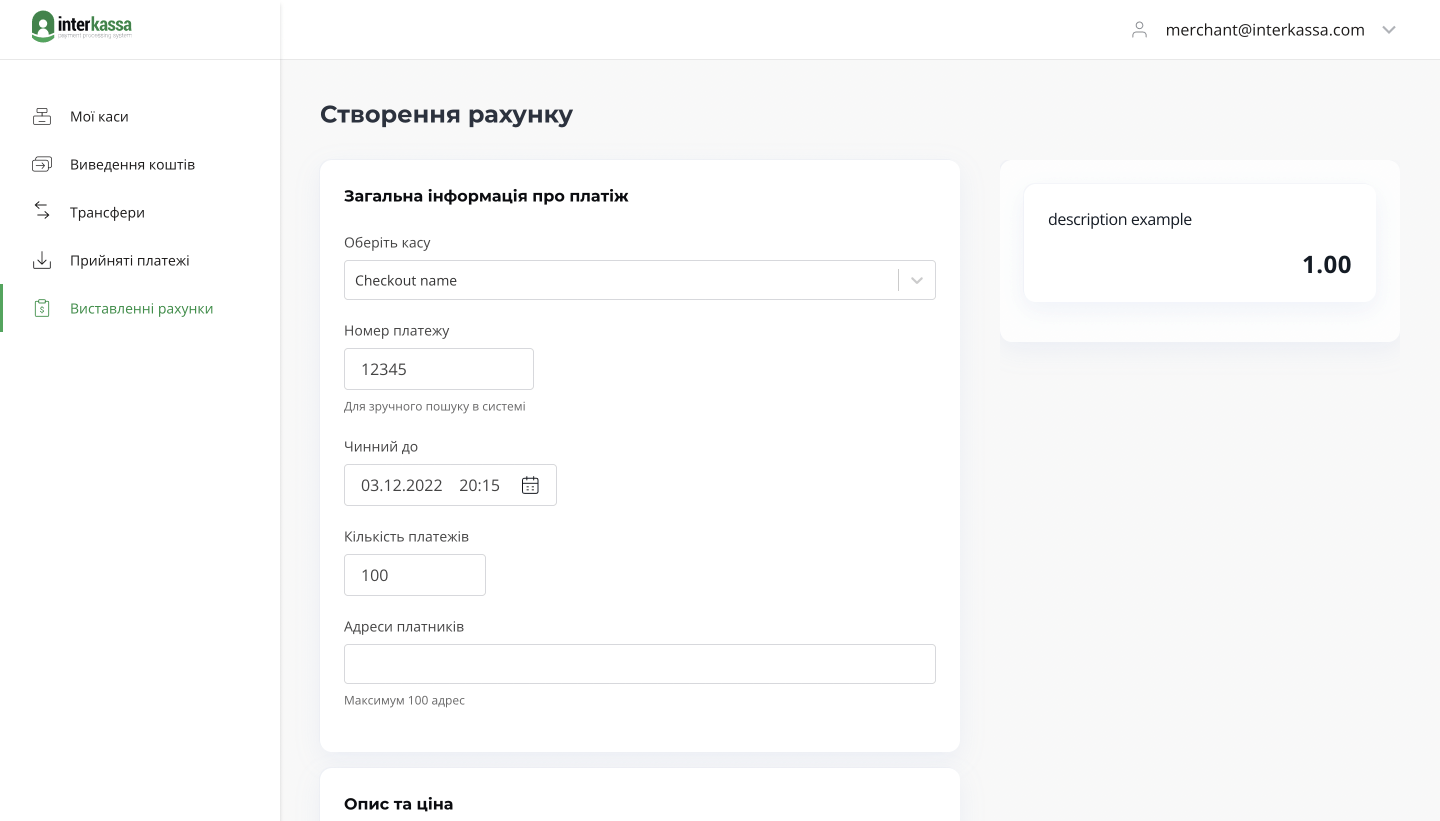 interkassa
payment processing system
merchant@interkassa.com
Мої каси
Виведення коштів
Трансфери
Прийняті платежі
Виставленні рахунки
Створення рахунку
Загальна інформація про платіж
Оберіть касу
Checkout name
Номер платежу
12345
Для зручного пошуку в системі
Чинний до
03.12.2022 20:15
Кількість платежів
100
Адреси платників
Максимум 100 адрес
Опис та ціна
description example
1.00